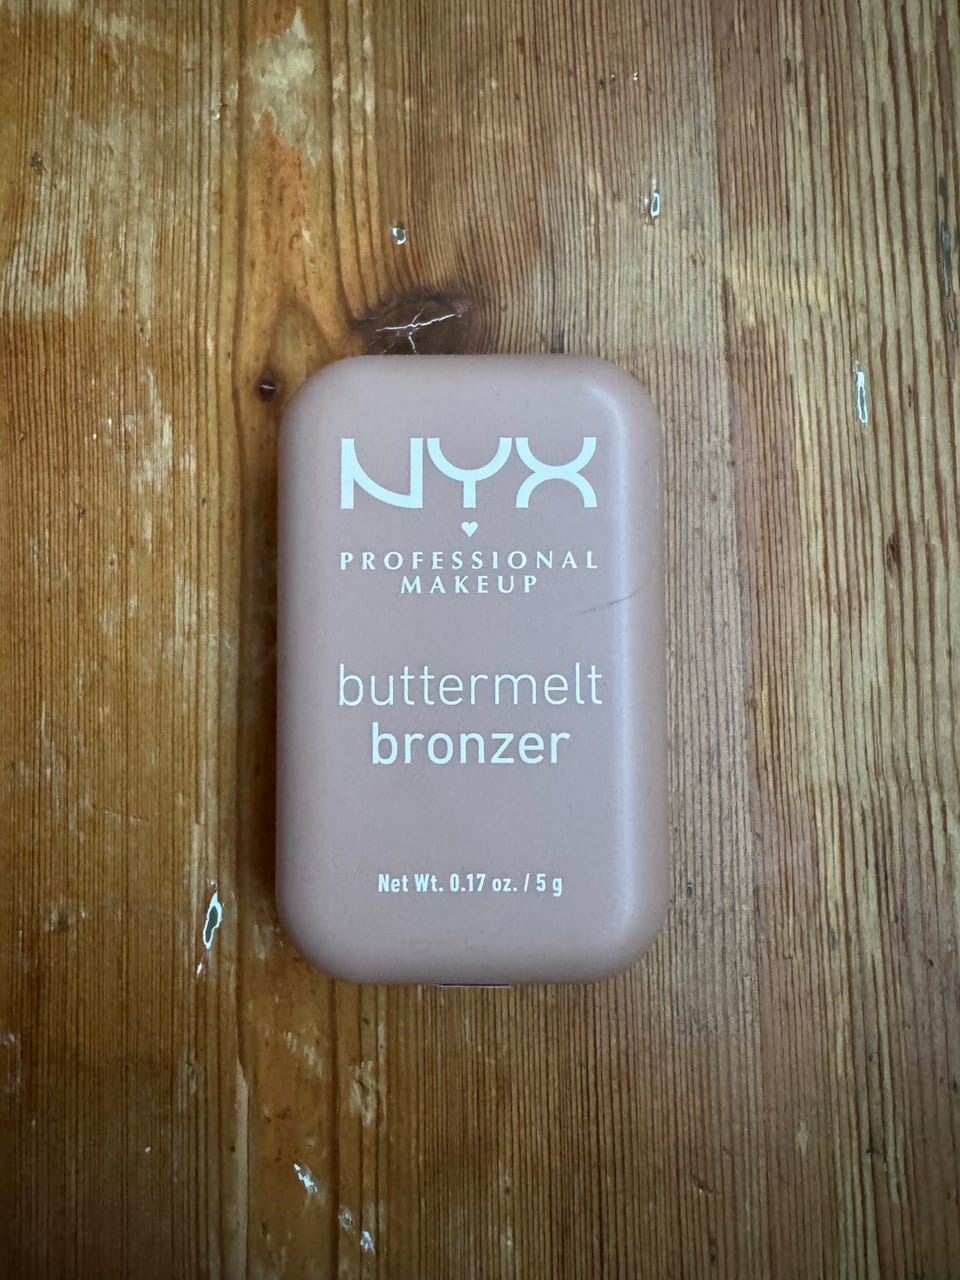 NYX
PROFESSIONAL
MAKEUP
buttermelt
bronzer
Net Wt. 0.17 oz. / 5 g